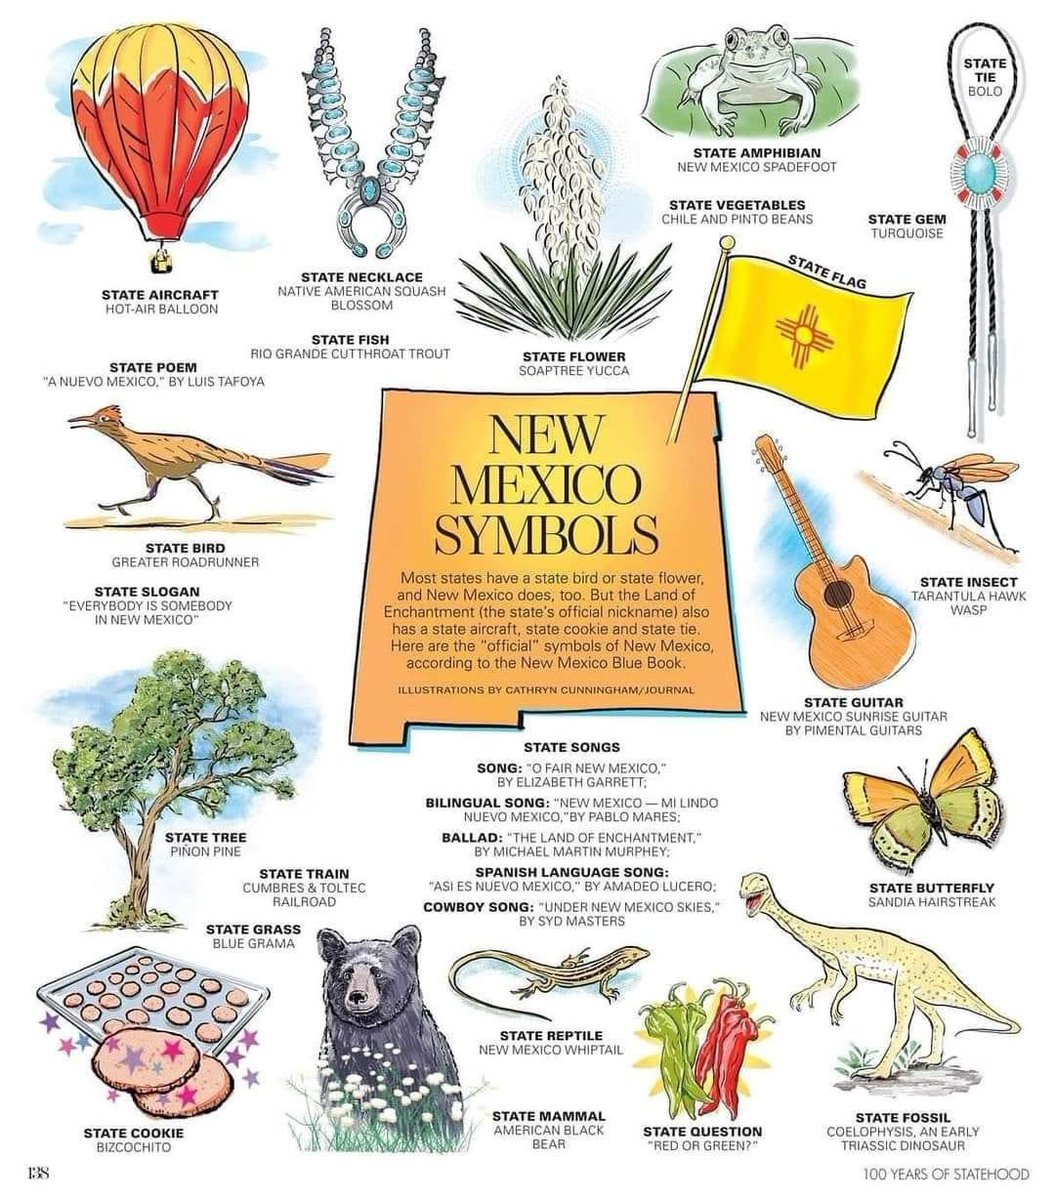 STATE AIRCRAFT
HOT-AIR BALLOON
STATE NECKLACE
NATIVE AMERICAN SQUASH
BLOSSOM
STATE FISH
RIO GRANDE CUTTHROAT TROUT
STATE FLOWER
SOAPTREE YUCCA
STATE AMPHIBIAN
NEW MEXICO SPADEFOOT
STATE VEGETABLES
CHILE AND PINTO BEANS
STATE
TIE
BOLO
STATE GEM
TURQUOISE
STATE FLAG
STATE POEM
“A NUEVO MEXICO,” BY LUIS TAFOYA
STATE BIRD
GREATER ROADRUNNER
STATE SLOGAN
“EVERYBODY IS SOMEBODY
IN NEW MEXICO”
NEW
MEXICO
SYMBOLS
Most states have a state bird or state flower,
and New Mexico does, too. But the Land of
Enchantment (the state’s official nickname) also
has a state aircraft, state cookie and state tie.
Here are the “official” symbols of New Mexico,
according to the New Mexico Blue Book.
ILLUSTRATIONS BY CATHRYN CUNNINGHAM/JOURNAL
STATE INSECT
TARANTULA HAWK
WASP
STATE GUITAR
NEW MEXICO SUNRISE GUITAR
BY PIMENTAL GUITARS
STATE SONGS
SONG: “O FAIR NEW MEXICO,”
BY ELIZABETH GARRETT;
BILINGUAL SONG: “NEW MEXICO — MI LINDO
NUEVO MEXICO,”BY PABLO MARES;
BALLAD: “THE LAND OF ENCHANTMENT,”
BY MICHAEL MARTIN MURPHEY;
SPANISH LANGUAGE SONG:
“ASI ES NUEVO MEXICO,” BY AMADEO LUCERO;
COWBOY SONG: “UNDER NEW MEXICO SKIES,”
BY SYD MASTERS
STATE TREE
PIÑON PINE
STATE TRAIN
CUMBRES & TOLTEC
RAILROAD
STATE GRASS
BLUE GRAMA
STATE BUTTERFLY
SANDIA HAIRSTREAK
STATE REPTILE
NEW MEXICO WHIPTAIL
STATE COOKIE
BIZCOCHITO
STATE MAMMAL
AMERICAN BLACK
BEAR
STATE QUESTION
“RED OR GREEN?”
STATE FOSSIL
COELOPHYSIS, AN EARLY
TRIASSIC DINOSAUR
138
100 YEARS OF STATEHOOD